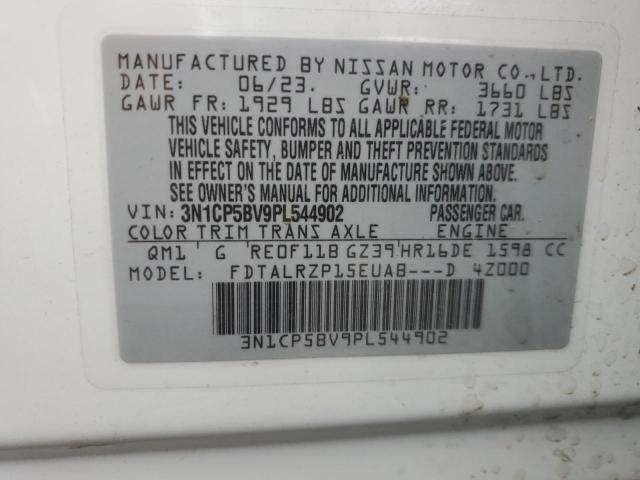 MANUFACTURED BY NISSAN MOTOR CO., LTD.
DATE: 06/23. GVWR: 3660 LBS
GAWR FR: 1929 LBS GAWR RR: 1731 LBS
THIS VEHICLE CONFORMS TO ALL APPLICABLE FEDERAL MOTOR
VEHICLE SAFETY, BUMPER AND THEFT PREVENTION STANDARDS
IN EFFECT ON THE DATE OF MANUFACTURE SHOWN ABOVE.
SEE OWNER'S MANUAL FOR ADDITIONAL INFORMATION.
VIN: 3N1CP5BV9PL544902 PASSENGER CAR.
COLOR TRIM TRANS AXLE ENGINE
QM1 G RE0F11B GZ39 HR16DE 1598 CC
MODEL: FDTALRZP15EUAB---D 4Z000
3N1CP5BV9PL544902